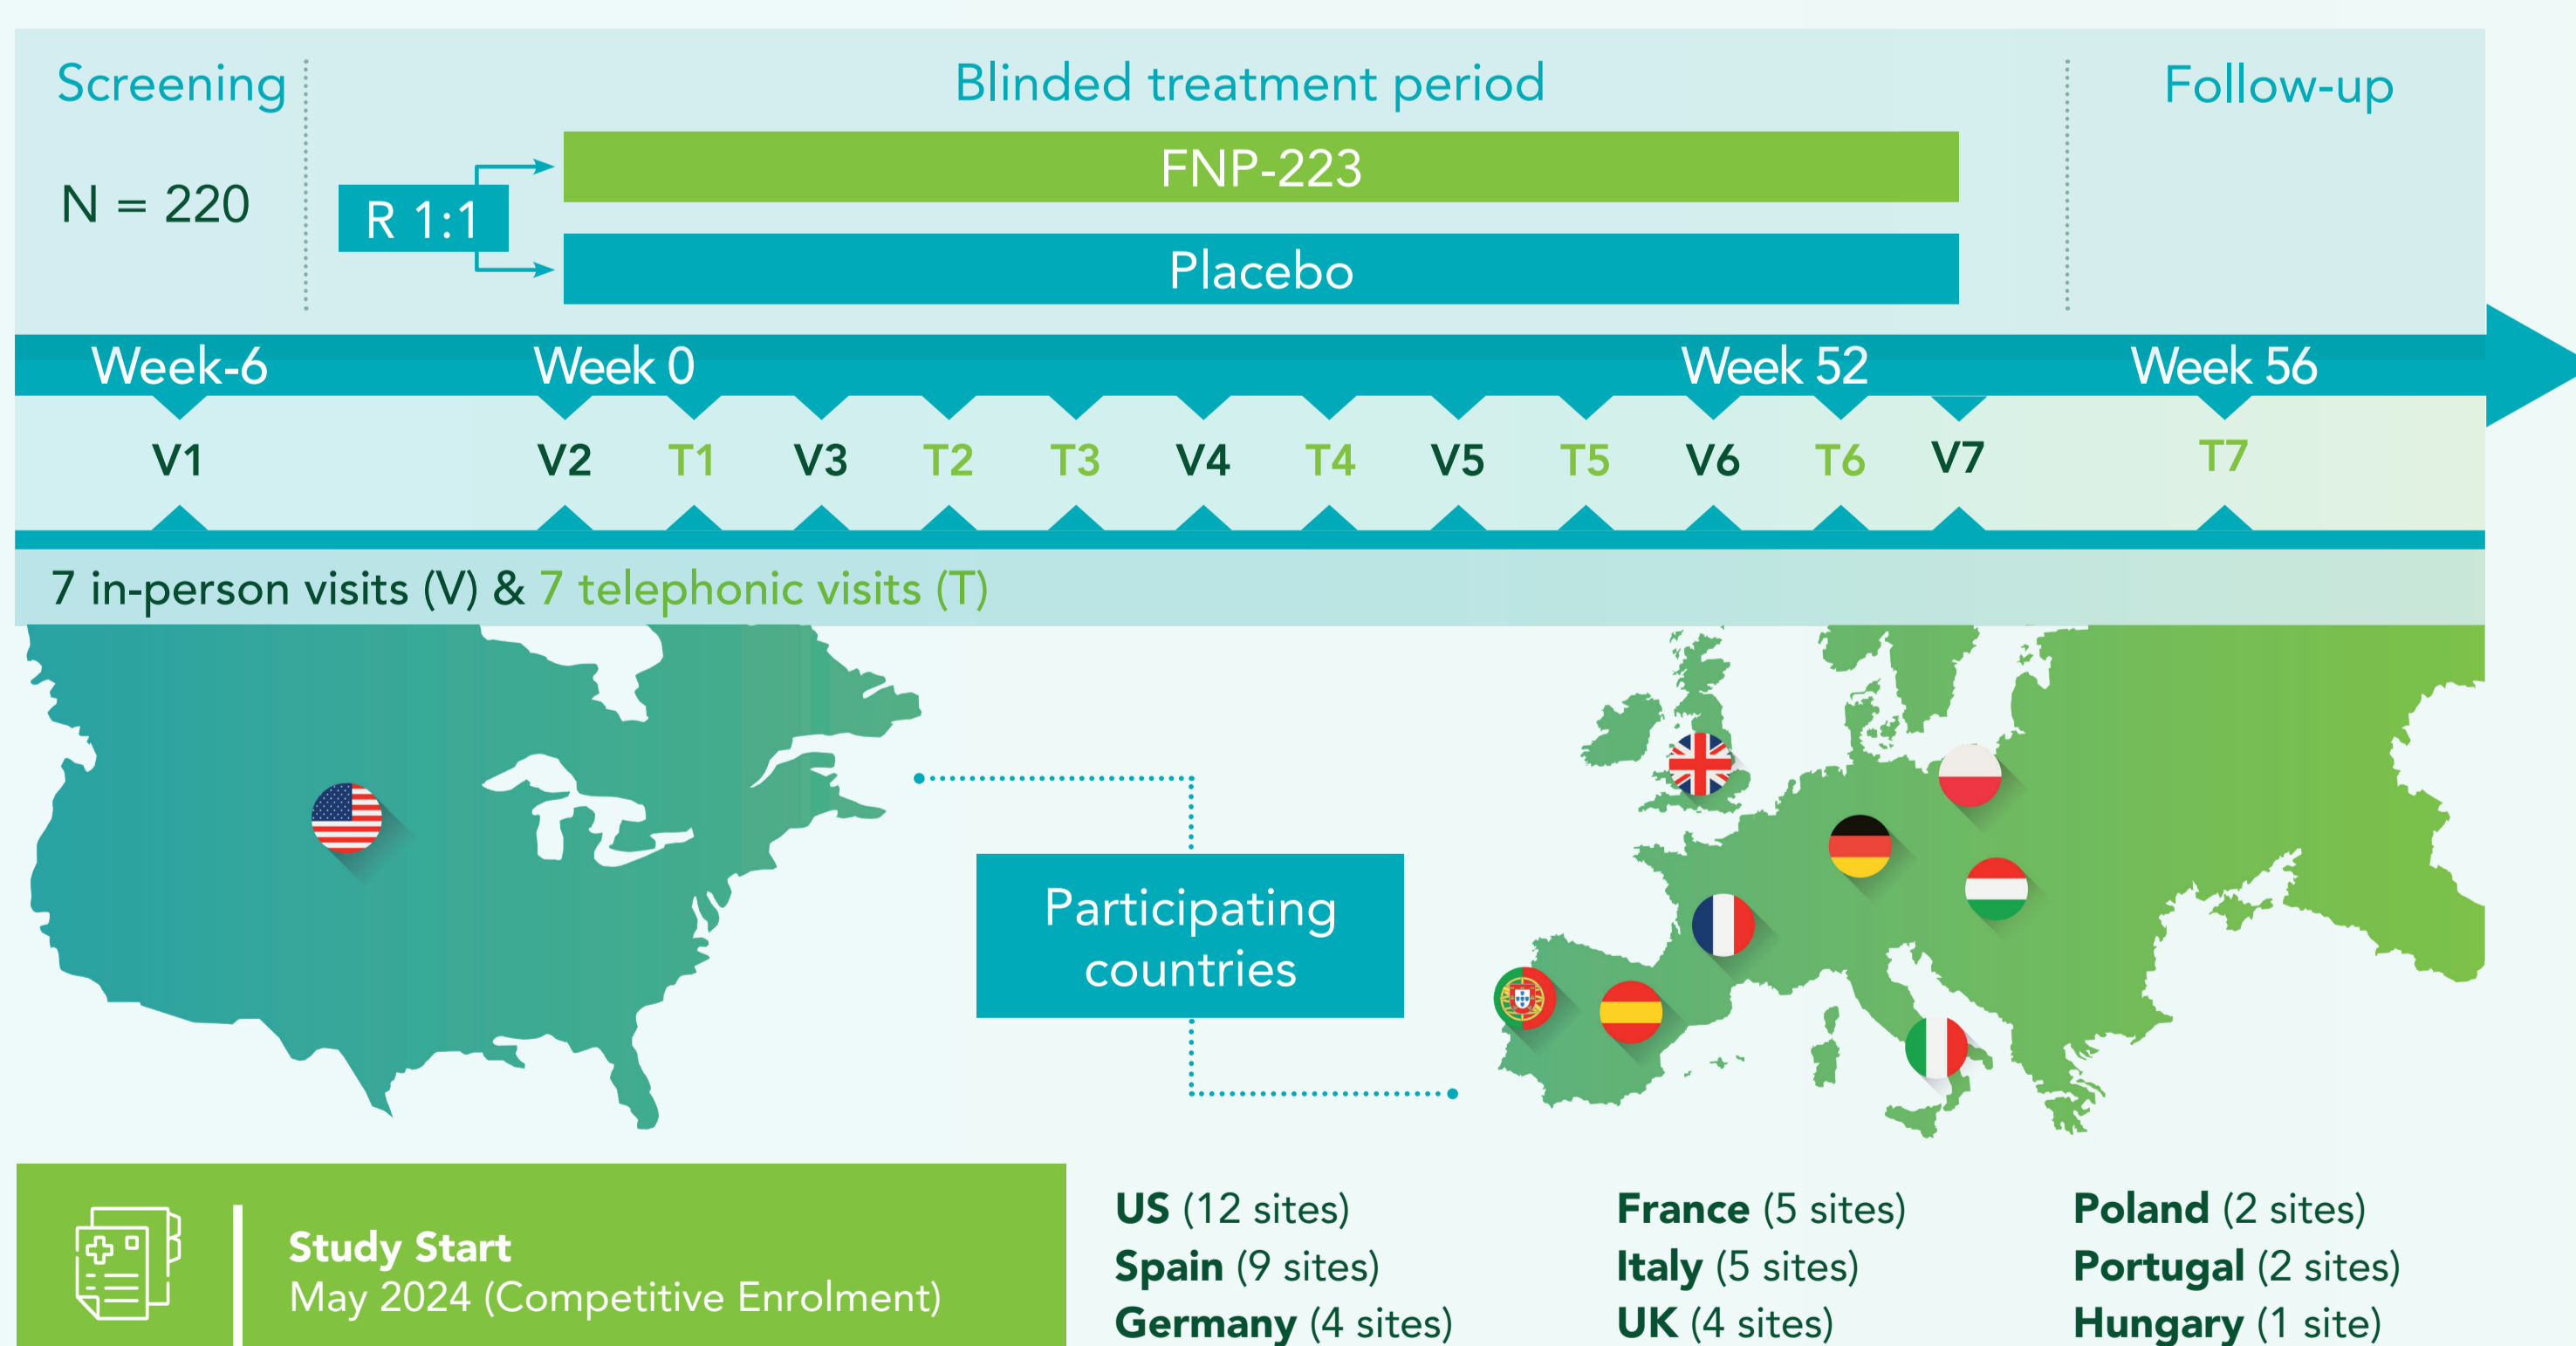 Screening
Blinded treatment period
Follow-up
N = 220
R 1:1
FNP-223
Placebo
Week-6
Week 0
Week 52
Week 56
V1 V2 T1 V3 T2 T3 V4 T4 V5 T5 V6 T6 V7 T7
7 in-person visits (V) & 7 telephonic visits (T)
Participating
countries
Study Start
May 2024 (Competitive Enrolment)
US (12 sites)
Spain (9 sites)
Germany (4 sites)
France (5 sites)
Italy (5 sites)
UK (4 sites)
Poland (2 sites)
Portugal (2 sites)
Hungary (1 site)